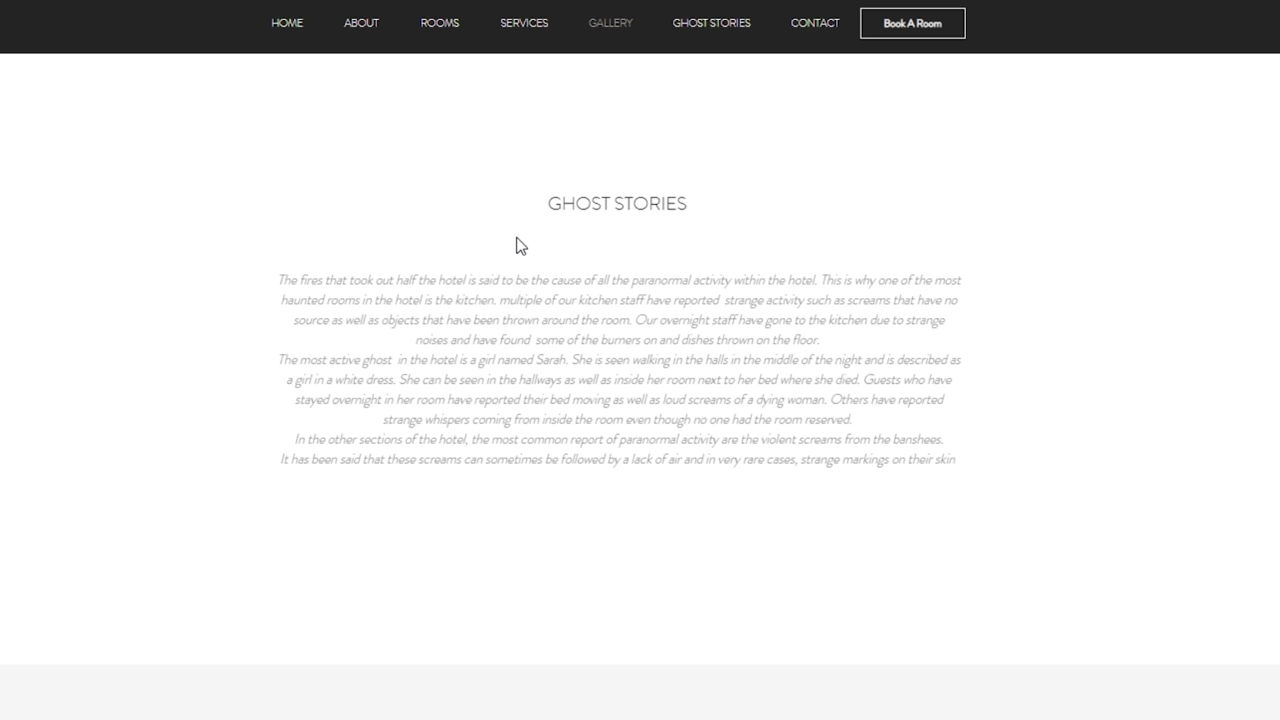 HOME ABOUT ROOMS SERVICES GALLERY GHOST STORIES CONTACT Book A Room
GHOST STORIES
The fires that took out half the hotel is said to be the cause of all the paranormal activity within the hotel. This is why one of the most
haunted rooms in the hotel is the kitchen. multiple of our kitchen staff have reported  strange activity such as screams that have no
source as well as objects that have been thrown around the room. Our overnight staff have gone to the kitchen due to strange
noises and have found  some of the burners on and dishes thrown on the floor.
The most active ghost  in the hotel is a girl named Sarah. She is seen walking in the halls in the middle of the night and is described as
a girl in a white dress. She can be seen in the hallways as well as inside her room next to her bed where she died. Guests who have
stayed overnight in her room have reported their bed moving as well as loud screams of a dying woman. Others have reported
strange whispers coming from inside the room even though no one had the room reserved.
In the other sections of the hotel, the most common report of paranormal activity are the violent screams from the banshees.
It has been said that these screams can sometimes be followed by a lack of air and in very rare cases, strange markings on their skin